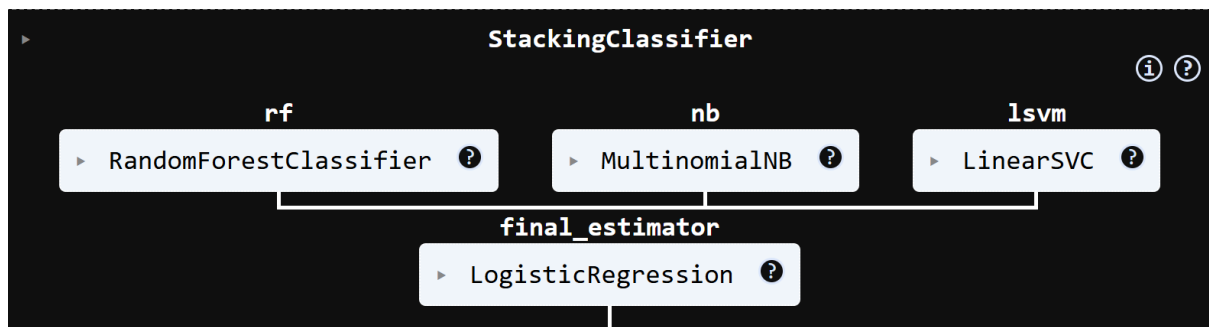 ▸ StackingClassifier
i ?
rf nb lsvm
▸ RandomForestClassifier ? ▸ MultinomialNB ? ▸ LinearSVC ?
final_estimator
▸ LogisticRegression ?